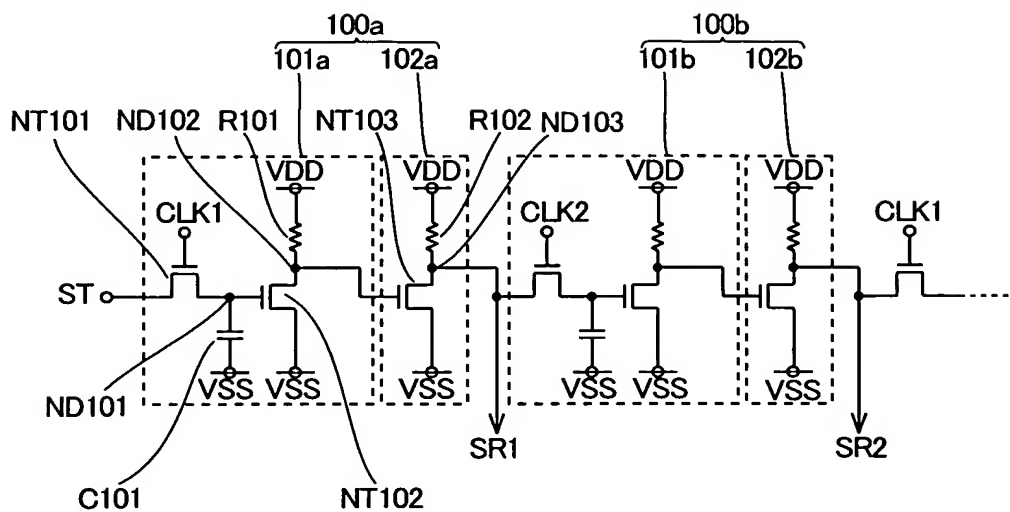 100a 100b
101a 102a 101b 102b
NT101 ND102 R101 NT103 R102 ND103
VDD VDD VDD VDD
CLK1 CLK2 CLK1
ST
VSS VSS VSS VSS VSS VSS
ND101
SR1 SR2
C101 NT102